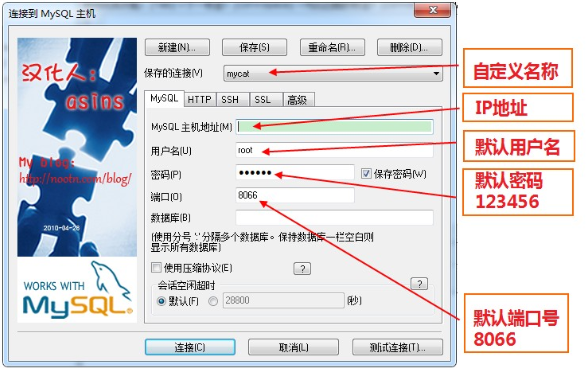 连接到 MySQL 主机
汉化人：
asins
My blog:
http://nootn.com/blog/
2010-04-28
WORKS WITH
MySQL
新建(N)...
保存(S)
重命名(R)...
删除(D)...
保存的连接(V)
mycat
MySQL
HTTP
SSH
SSL
高级
MySQL 主机地址(M)
用户名(U)
root
密码(P)
●●●●●●
保存密码(W)
端口(O)
8066
数据库(B)
(使用分号 ';' 分隔多个数据库。保持数据库一栏空白则
显示所有数据库)
使用压缩协议(E)
?
会话空闲超时
?
默认(F)
28800
(秒)
连接(C)
取消(L)
测试连接(T)...
自定义名称
IP地址
默认用户名
默认密码
123456
默认端口号
8066